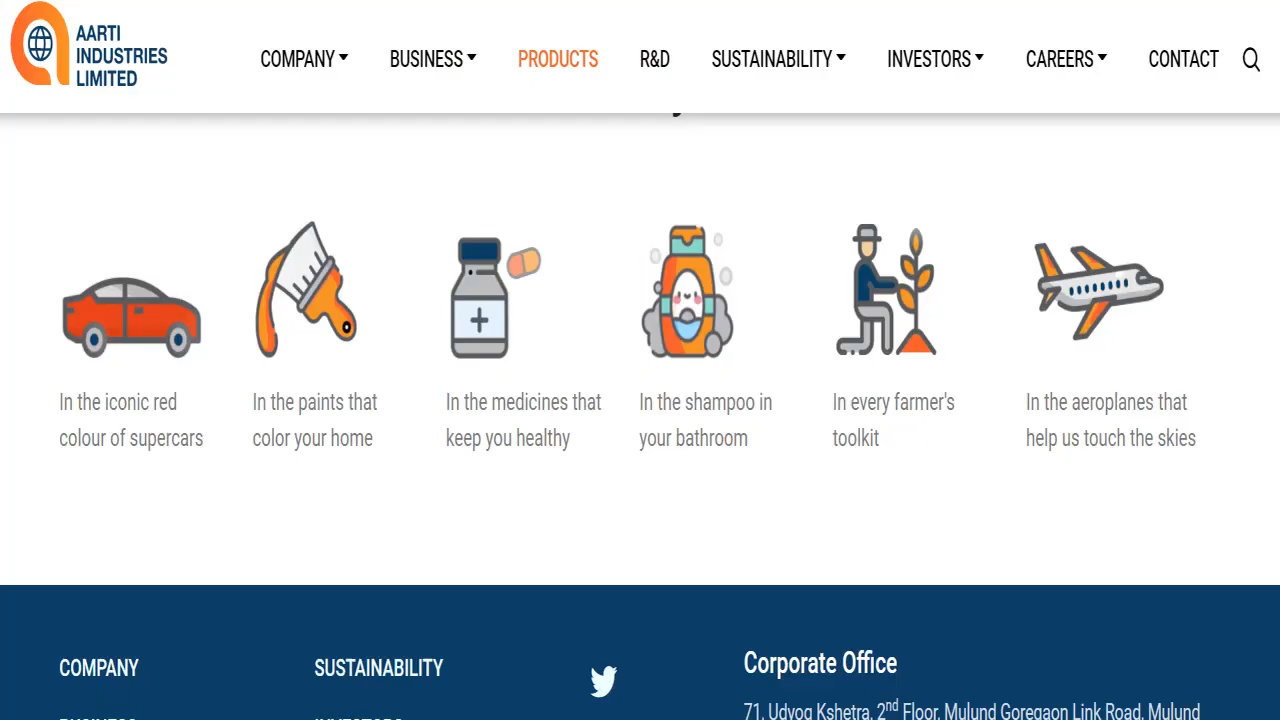 AARTI
INDUSTRIES
LIMITED
COMPANY BUSINESS PRODUCTS R&D SUSTAINABILITY INVESTORS CAREERS CONTACT
In the iconic red
colour of supercars
In the paints that
color your home
In the medicines that
keep you healthy
In the shampoo in
your bathroom
In every farmer's
toolkit
In the aeroplanes that
help us touch the skies
COMPANY
SUSTAINABILITY
Corporate Office
71, Udyog Kshetra, 2nd Floor, Mulund Goregaon Link Road, Mulund
BUSINESS
INVESTORS